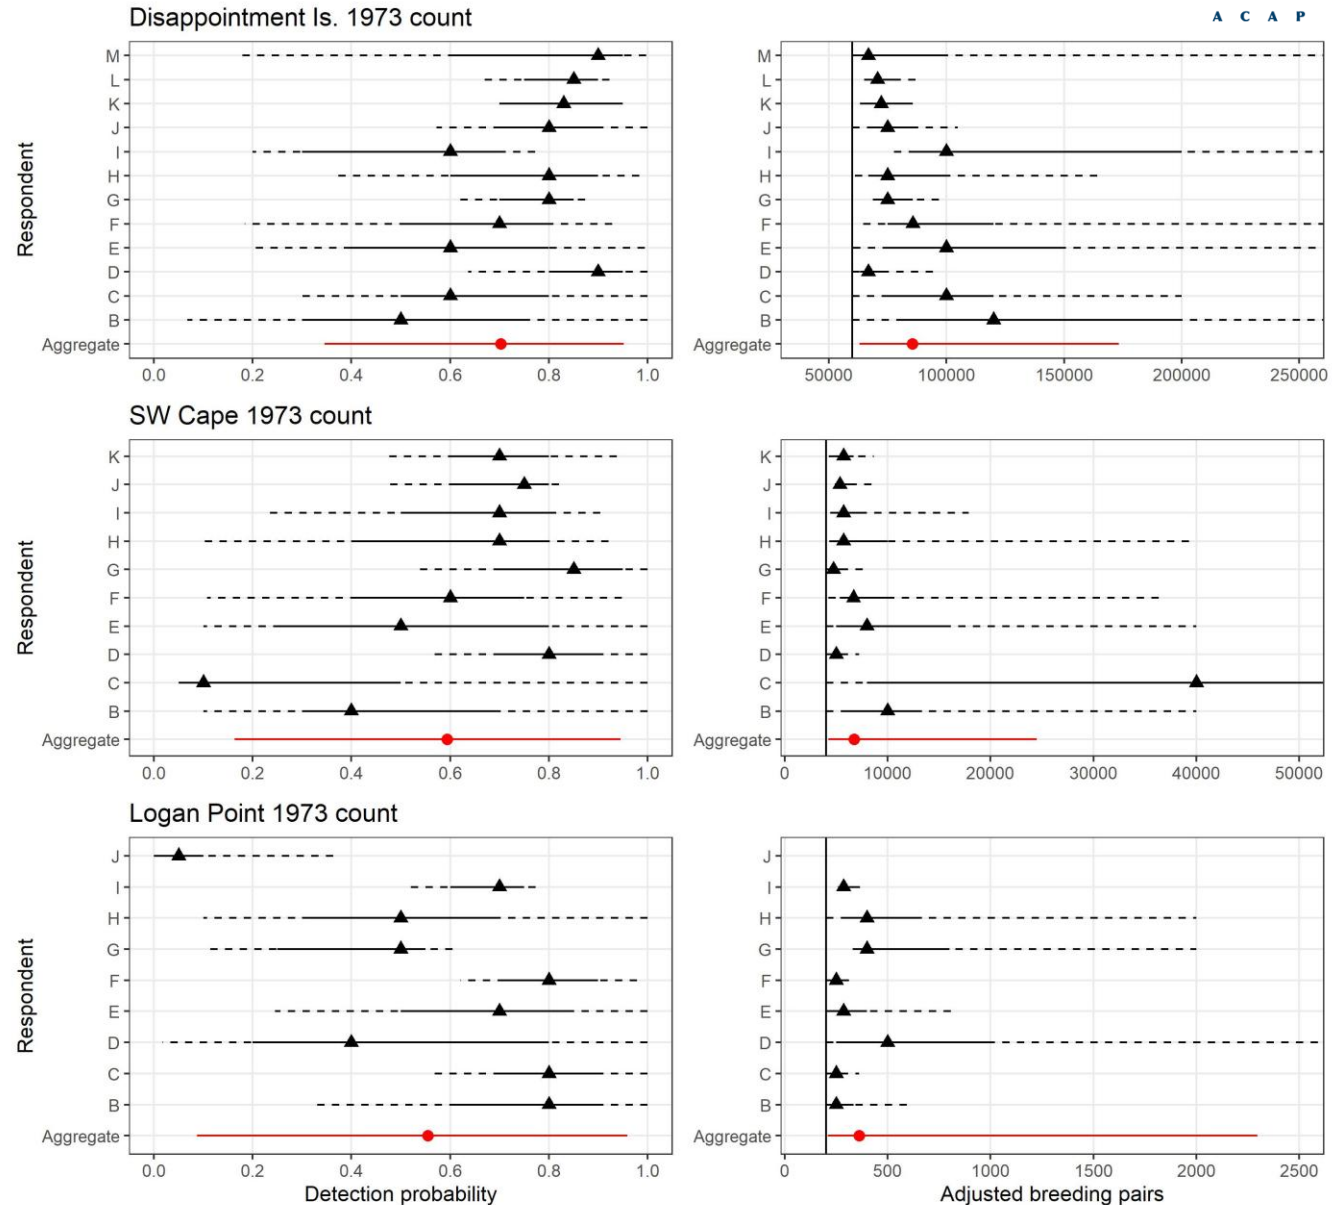 A C A P
Disappointment Is. 1973 count
Respondent
M
L
K
J
I
H
G
F
E
D
C
B
Aggregate
0.0 0.2 0.4 0.6 0.8 1.0
M
L
K
J
I
H
G
F
E
D
C
B
Aggregate
50000 100000 150000 200000 250000
SW Cape 1973 count
Respondent
K
J
I
H
G
F
E
D
C
B
Aggregate
0.0 0.2 0.4 0.6 0.8 1.0
K
J
I
H
G
F
E
D
C
B
Aggregate
0 10000 20000 30000 40000 50000
Logan Point 1973 count
Respondent
J
I
H
G
F
E
D
C
B
Aggregate
0.0 0.2 0.4 0.6 0.8 1.0
Detection probability
J
I
H
G
F
E
D
C
B
Aggregate
0 500 1000 1500 2000 2500
Adjusted breeding pairs